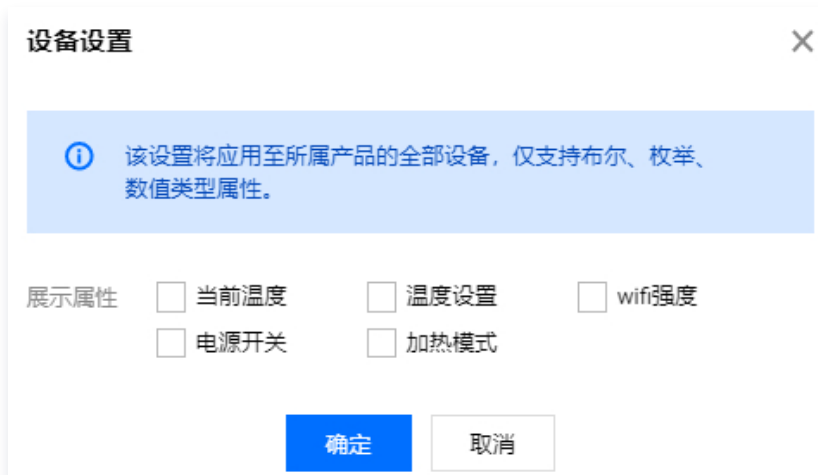 设备设置
该设置将应用至所属产品的全部设备，仅支持布尔、枚举、
数值类型属性。
展示属性 当前温度 温度设置 wifi强度
电源开关 加热模式
确定 取消